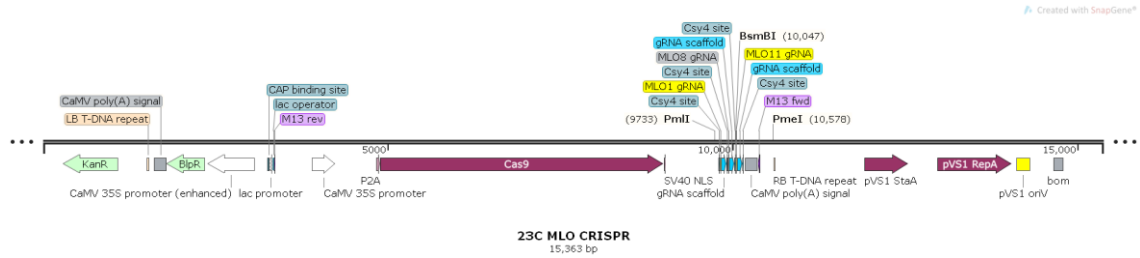 Created with SnapGene®
Csy4 site
BsmBI (10,047)
gRNA scaffold
MLO11 gRNA
MLO8 gRNA
gRNA scaffold
CAP binding site
Csy4 site
Csy4 site
CaMV poly(A) signal
lac operator
MLO1 gRNA
M13 fwd
LB T-DNA repeat
M13 rev
Csy4 site
(9733) PmlI
PmeI (10,578)
5000
10,000
15,000
KanR
BlpR
Cas9
pVS1 RepA
P2A
SV40 NLS
RB T-DNA repeat
pVS1 StaA
bom
CaMV 35S promoter (enhanced)
lac promoter
CaMV 35S promoter
gRNA scaffold
CaMV poly(A) signal
pVS1 oriV
23C MLO CRISPR
15,363 bp